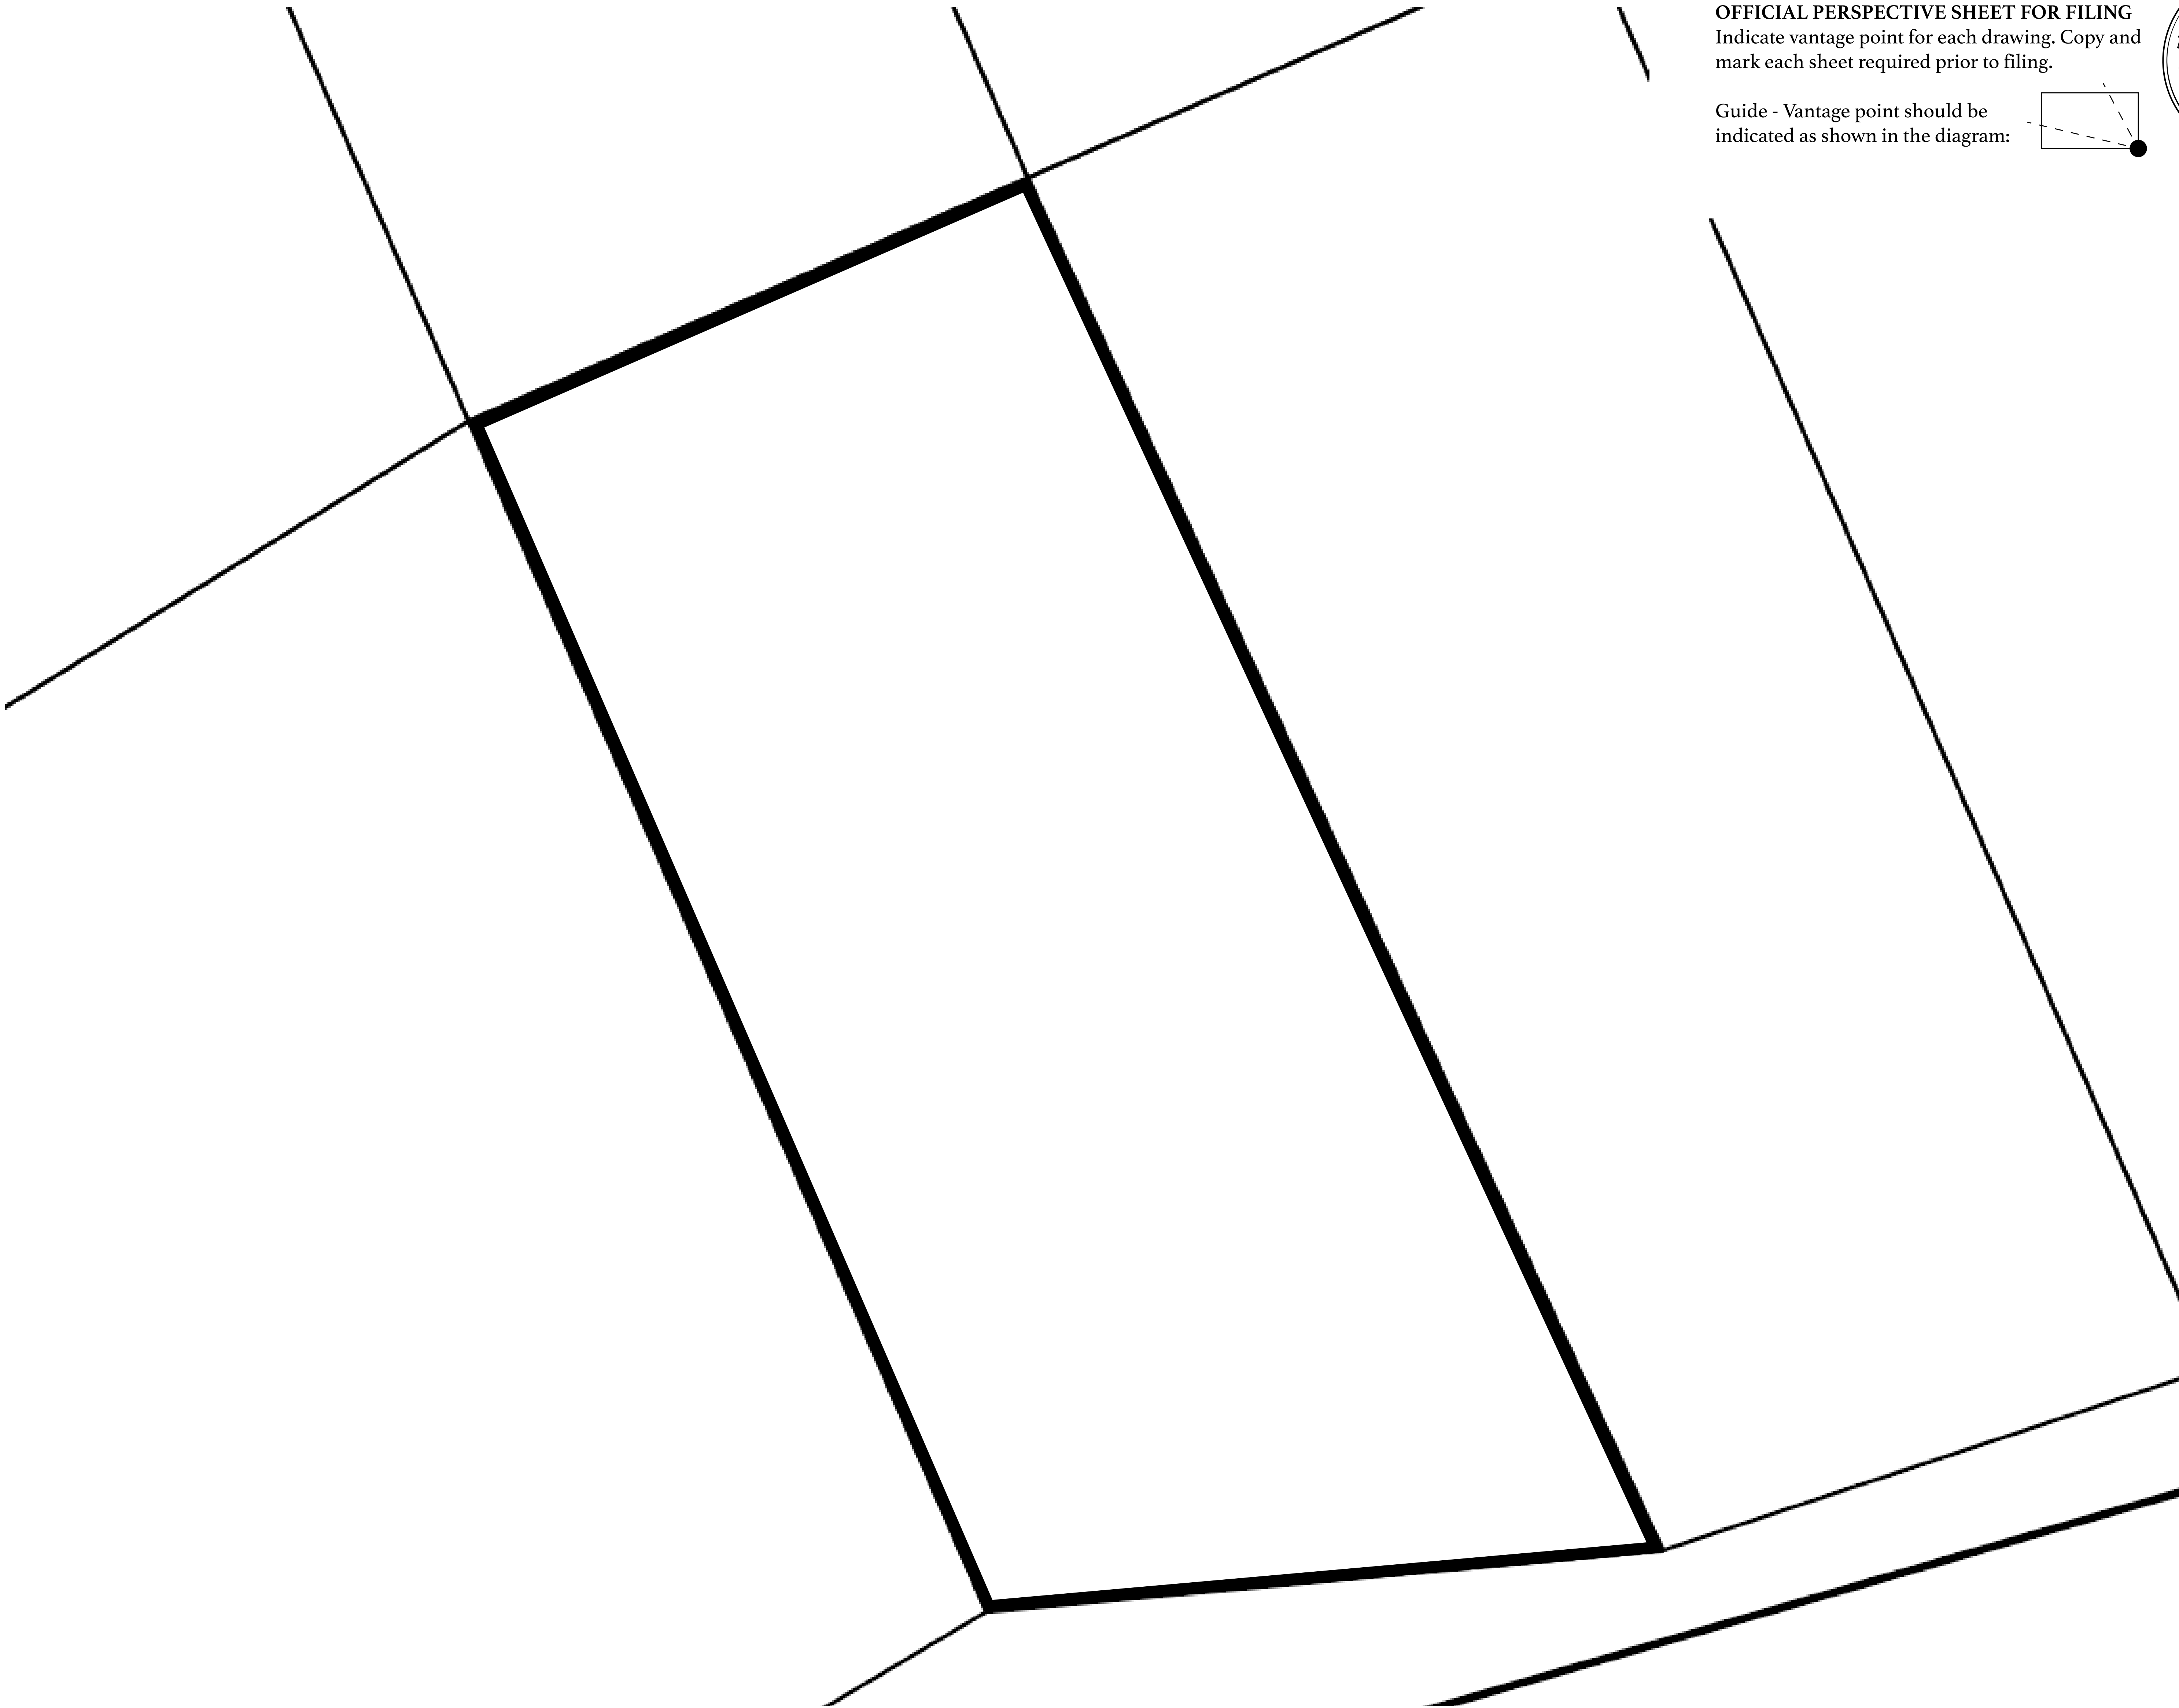 OFFICIAL PERSPECTIVE SHEET FOR FILING
Indicate vantage point for each drawing. Copy and
mark each sheet required prior to filing.
Guide - Vantage point should be
indicated as shown in the diagram: